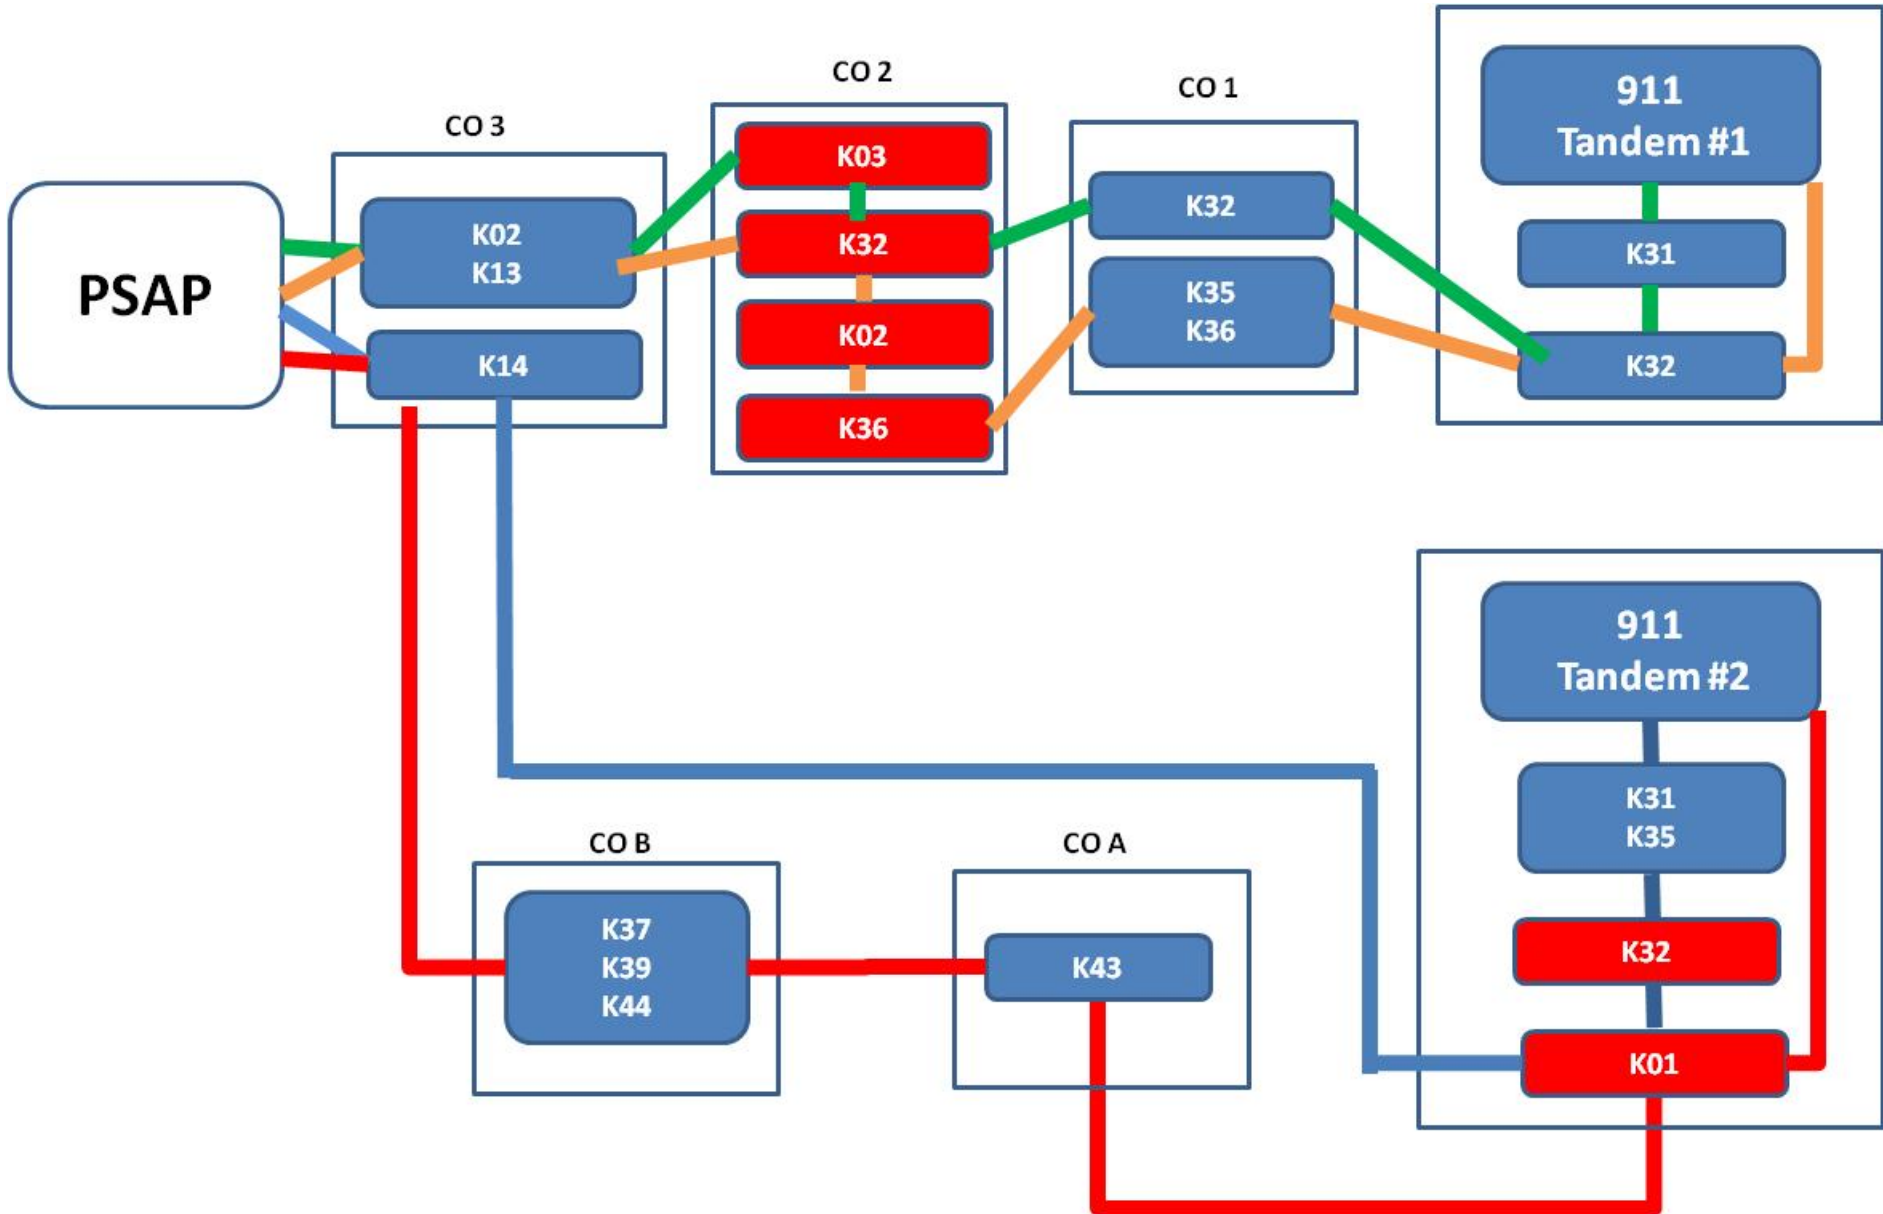 CO 3
CO 2
CO 1
911
Tandem #1
PSAP
K02
K13
K14
K03
K32
K02
K36
K32
K35
K36
K31
K32
911
Tandem #2
K31
K35
K32
K01
CO B
K37
K39
K44
CO A
K43